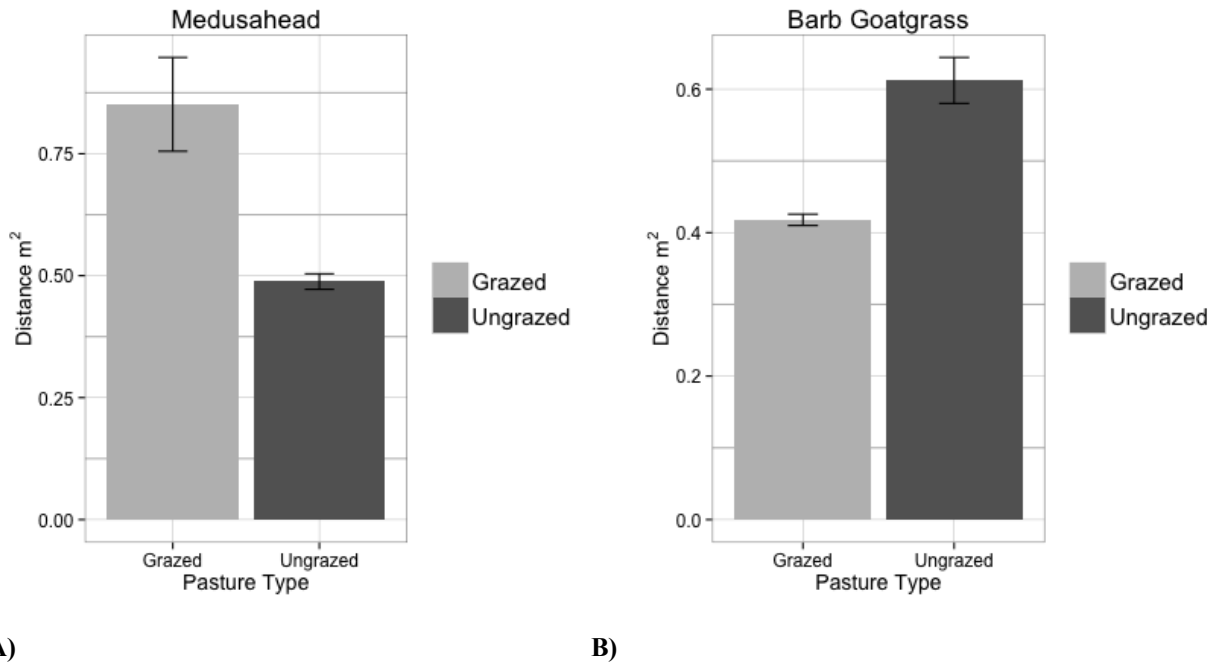 Medusahead
0.75
0.50
0.25
0.00
Distance m²
Grazed
Ungrazed
Pasture Type
Grazed
Ungrazed
Barb Goatgrass
0.6
0.4
0.2
0.0
Distance m²
Grazed
Ungrazed
Pasture Type
Grazed
Ungrazed
A)
B)